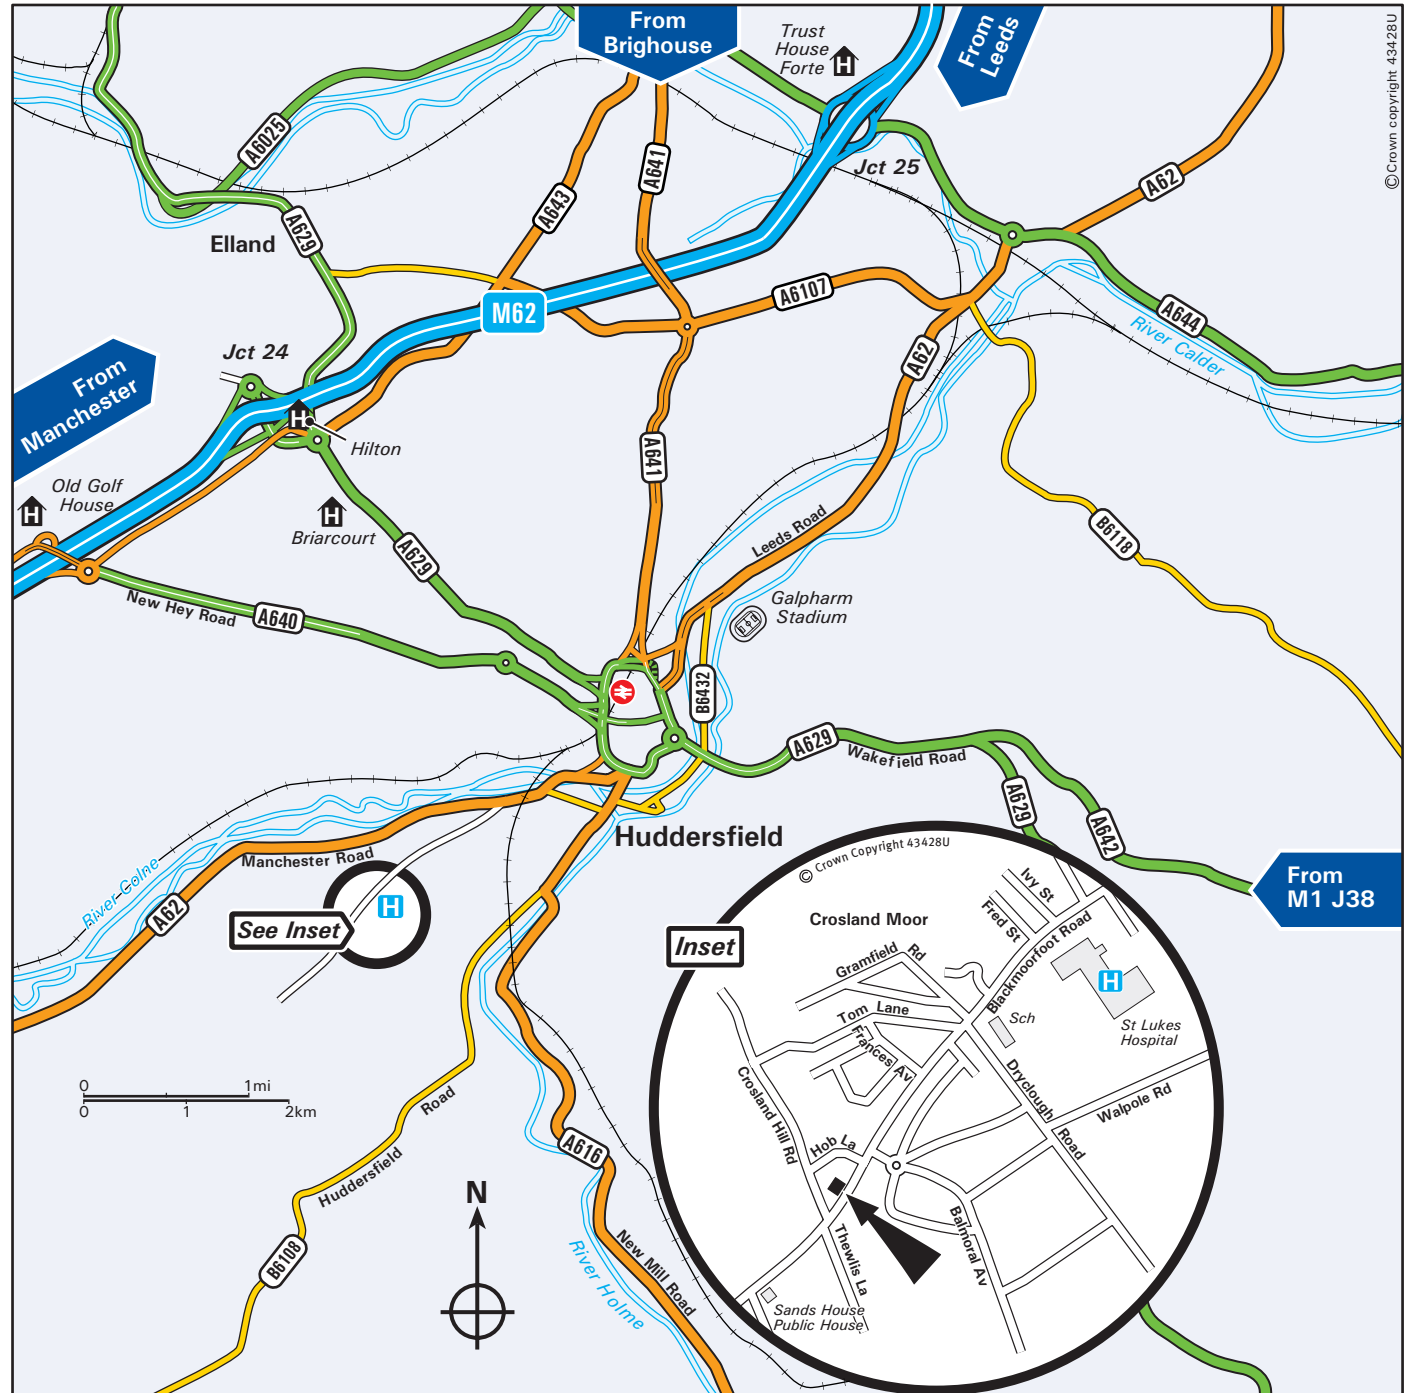 From
Brighouse
From
Leeds
Trust
House
Forte
H
© Crown copyright 43428U
A6025
A641
A643
Jct 25
A62
A629
Elland
A6107
M62
A644
River Calder
Jct 24
From
Manchester
A62
H
Hilton
A641
Old Golf
House
H
H
Briarcourt
A629
Leeds Road
B6118
New Hey Road
A640
Galpharm
Stadium
B6432
A629
Wakefield Road
A629
A642
Huddersfield
Manchester Road
River Colne
A62
H
See Inset
From
M1 J38
Inset
© Crown Copyright 43428U
Crosland Moor
Ivy St
Fred St
Blackmoorfoot Road
Gramfield Rd
H
Tom Lane
Sch
St Lukes
Hospital
Frances Av
Crosland Hill Rd
Dryclough Road
Walpole Rd
Hob La
Balmoral Av
Thewlis La
Sands House
Public House
0 1mi
0 1 2km
Huddersfield Road
A616
N
B6108
New Mill Road
River Holme